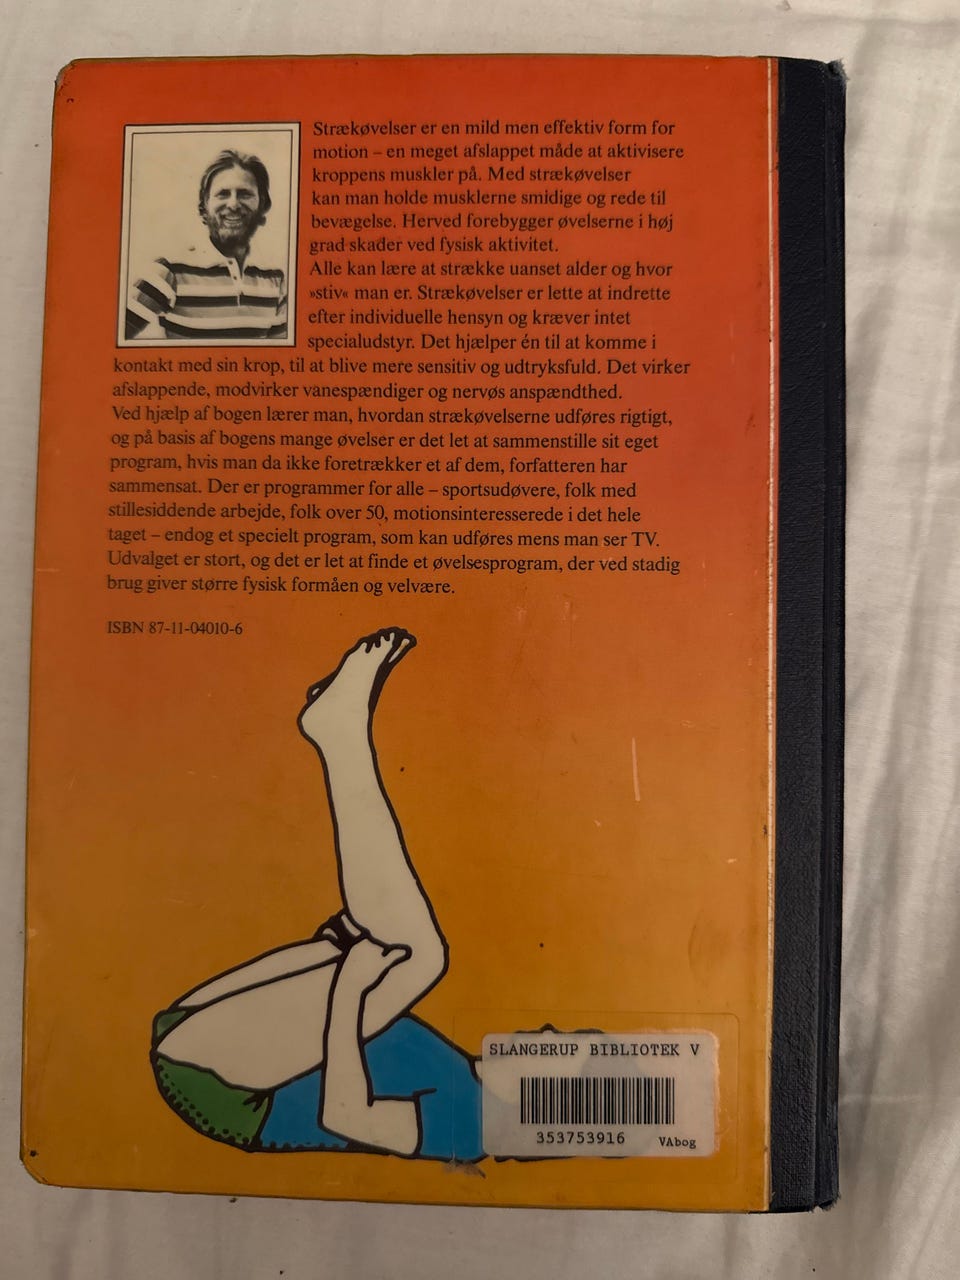 Strækøvelser er en mild men effektiv form for
motion – en meget afslappet måde at aktivisere
kroppens muskler på. Med strækøvelser
kan man holde musklerne smidige og rede til
bevægelse. Herved forebygger øvelserne i høj
grad skader ved fysisk aktivitet.
Alle kan lære at strække uanset alder og hvor
»stiv« man er. Strækøvelser er lette at indrette
efter individuelle hensyn og kræver intet
specialudstyr. Det hjælper én til at komme i
kontakt med sin krop, til at blive mere sensitiv og udtryksfuld. Det virker
afslappende, modvirker vanespændiger og nervøs anspændthed.
Ved hjælp af bogen lærer man, hvordan strækøvelserne udføres rigtigt,
og på basis af bogens mange øvelser er det let at sammenstille sit eget
program, hvis man da ikke foretrækker et af dem, forfatteren har
sammensat. Der er programmer for alle – sportsudøvere, folk med
stillesiddende arbejde, folk over 50, motionsinteresserede i det hele
taget – endog et specielt program, som kan udføres mens man ser TV.
Udvalget er stort, og det er let at finde et øvelsesprogram, der ved stadig
brug giver større fysisk formåen og velvære.
ISBN 87-11-04010-6
SLANGERUP BIBLIOTEK V
353753916
VAbog